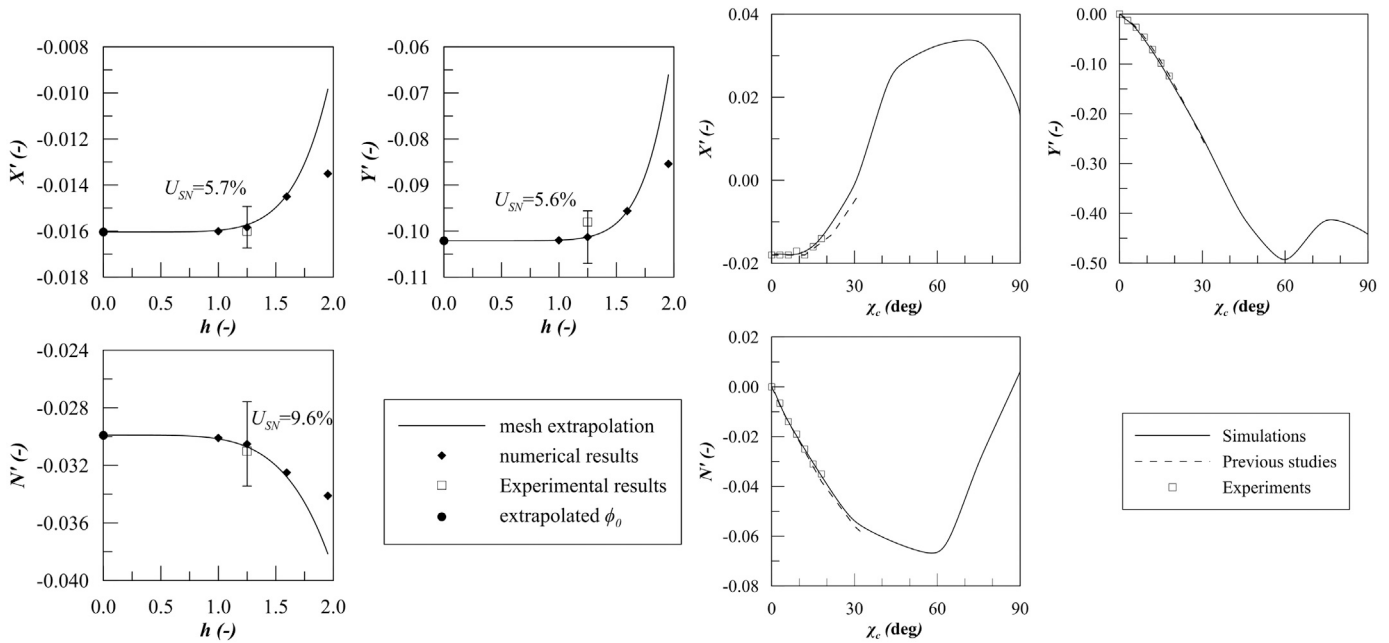 -0.008
-0.010
-0.012
-0.014
-0.016
-0.018
X' (-)
U_SN=5.7%
0.0 0.5 1.0 1.5 2.0
h (-)
-0.06
-0.07
-0.08
-0.09
-0.10
-0.11
Y' (-)
U_SN=5.6%
0.0 0.5 1.0 1.5 2.0
h (-)
-0.024
-0.028
-0.032
-0.036
-0.040
N' (-)
U_SN=9.6%
0.0 0.5 1.0 1.5 2.0
h (-)
mesh extrapolation
numerical results
Experimental results
extrapolated ϕ_0
0.04
0.02
0.00
-0.02
X' (-)
0 30 60 90
χ_c (deg)
0.00
-0.10
-0.20
-0.30
-0.40
-0.50
Y' (-)
0 30 60 90
χ_c (deg)
0.02
0.00
-0.02
-0.04
-0.06
-0.08
N' (-)
0 30 60 90
χ_c (deg)
Simulations
Previous studies
Experiments